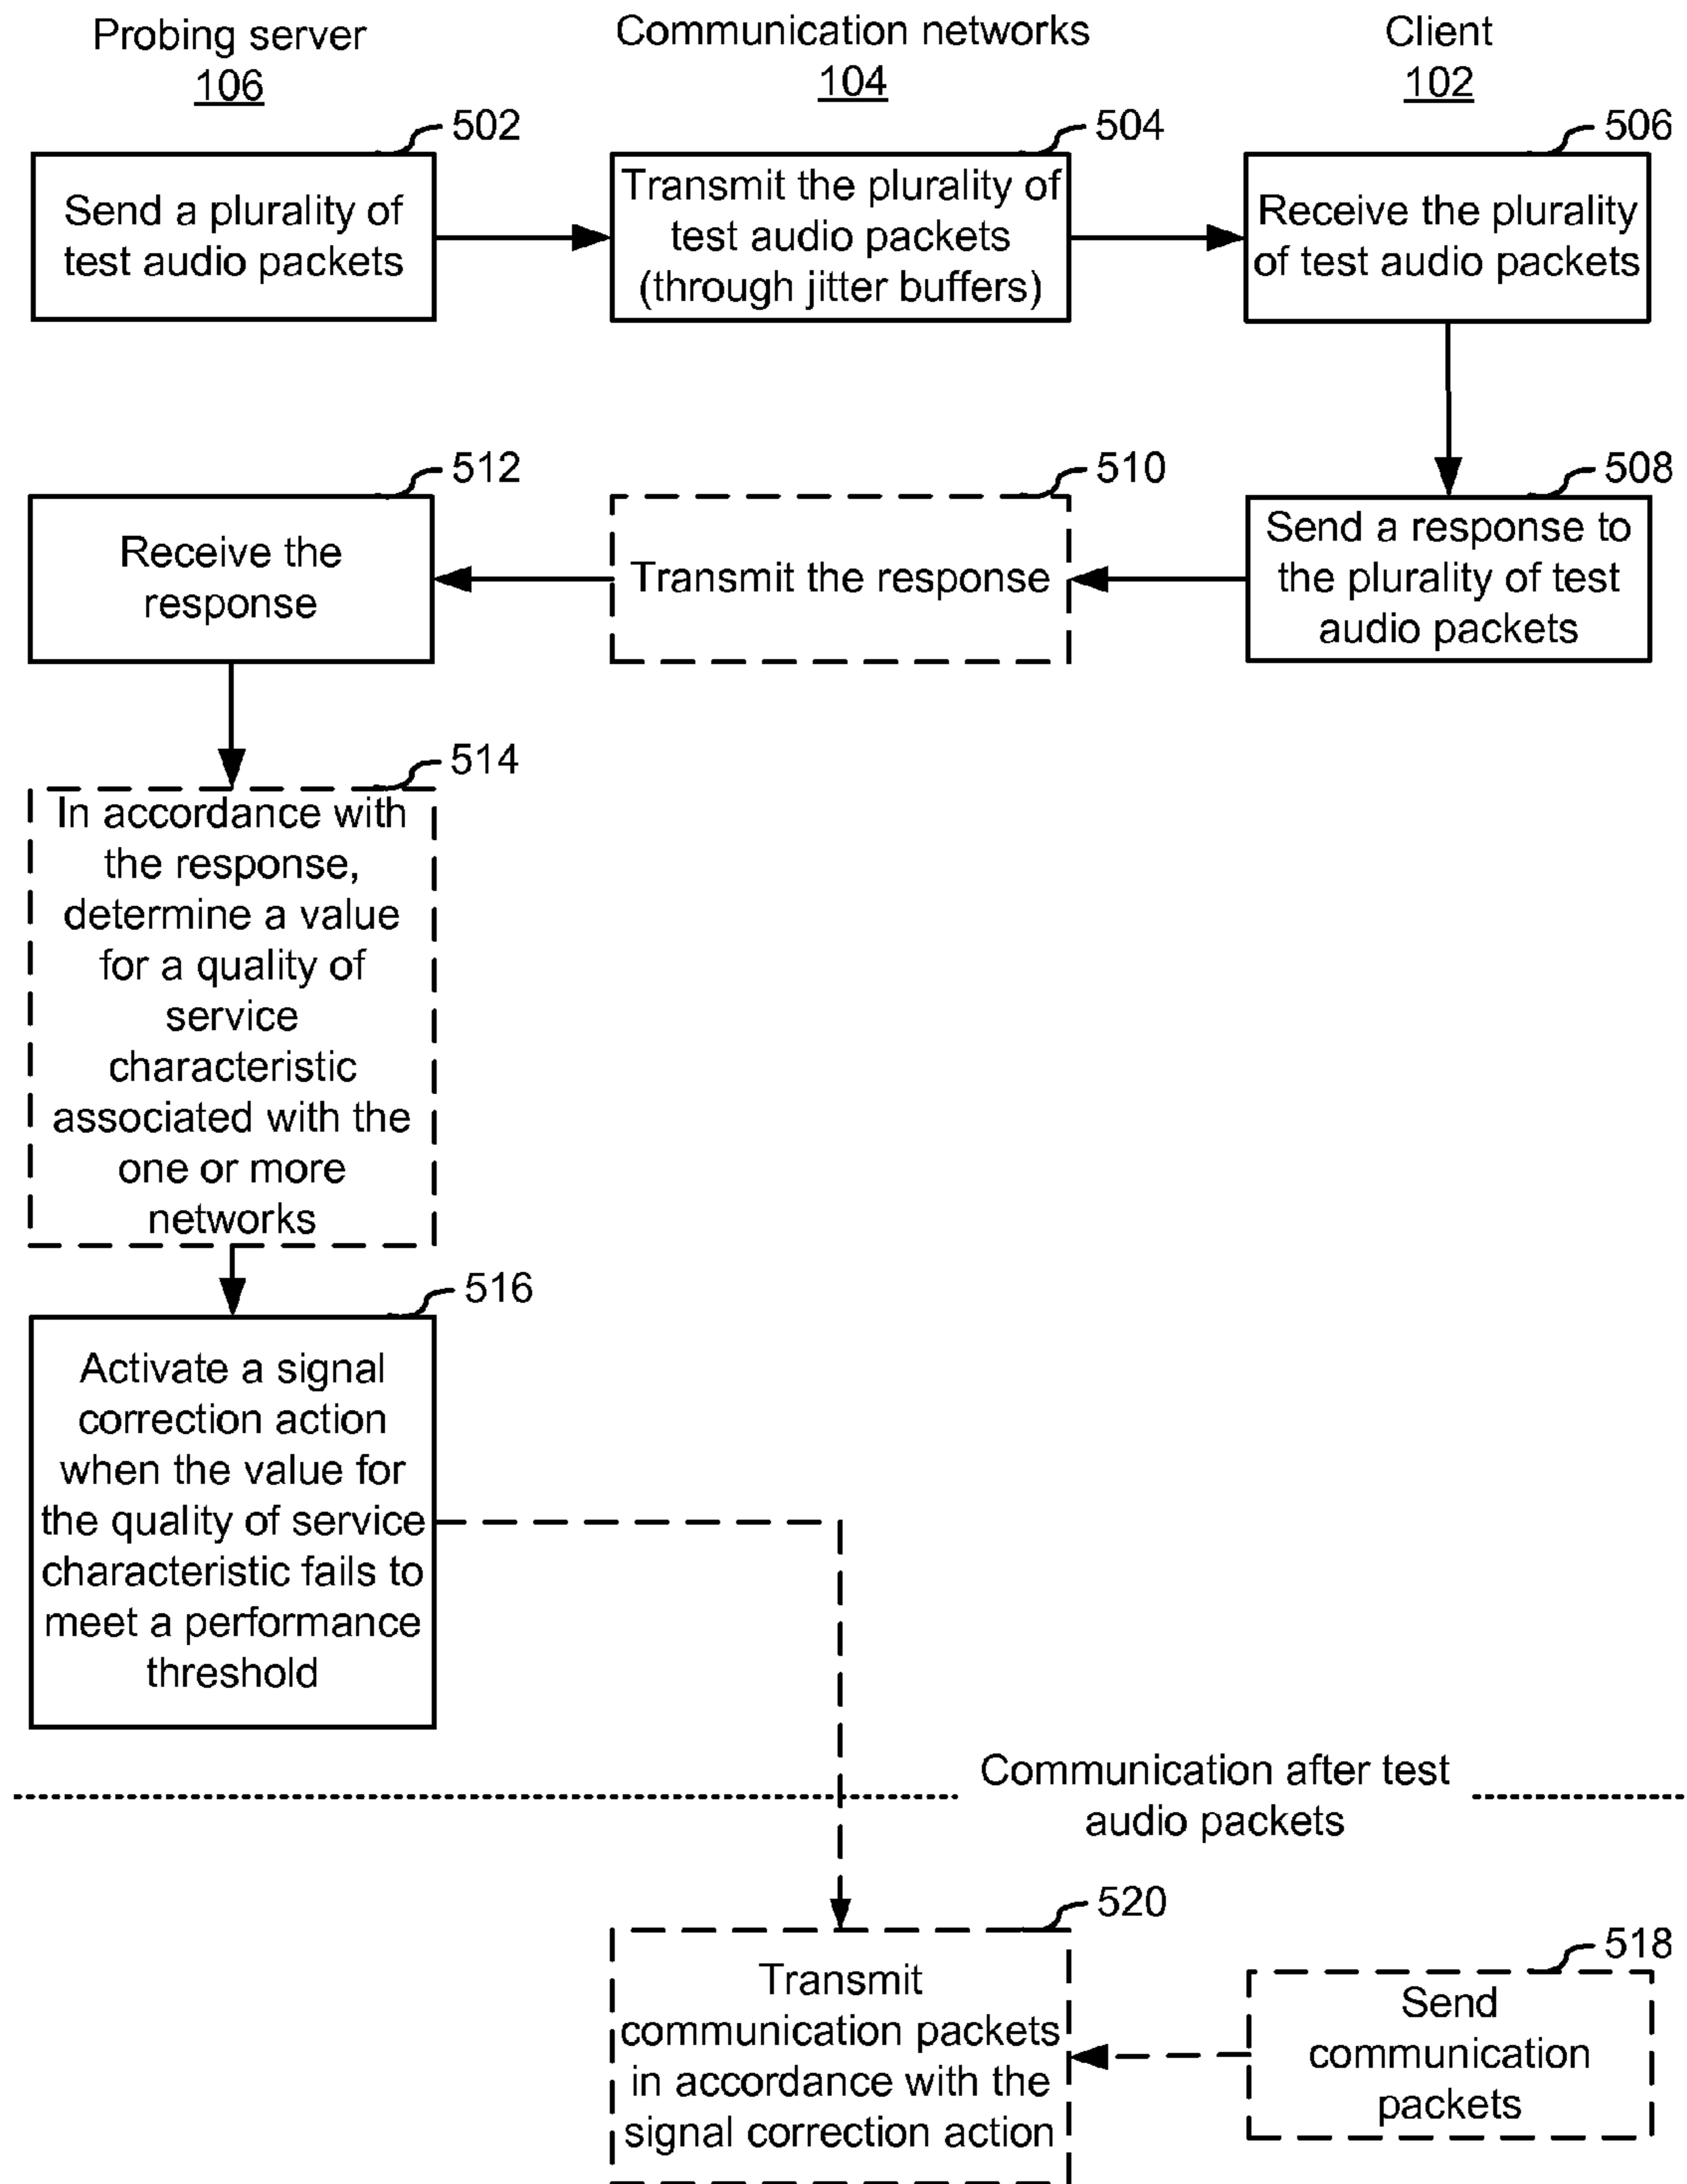 Probing server
106
Communication networks
104
Client
102
502
Send a plurality of
test audio packets
504
Transmit the plurality of
test audio packets
(through jitter buffers)
506
Receive the plurality
of test audio packets
512
Receive the
response
510
Transmit the response
508
Send a response to
the plurality of test
audio packets
514
In accordance with
the response,
determine a value
for a quality of
service
characteristic
associated with the
one or more
networks
516
Activate a signal
correction action
when the value for
the quality of service
characteristic fails to
meet a performance
threshold
Communication after test
audio packets
520
Transmit
communication packets
in accordance with the
signal correction action
518
Send
communication
packets